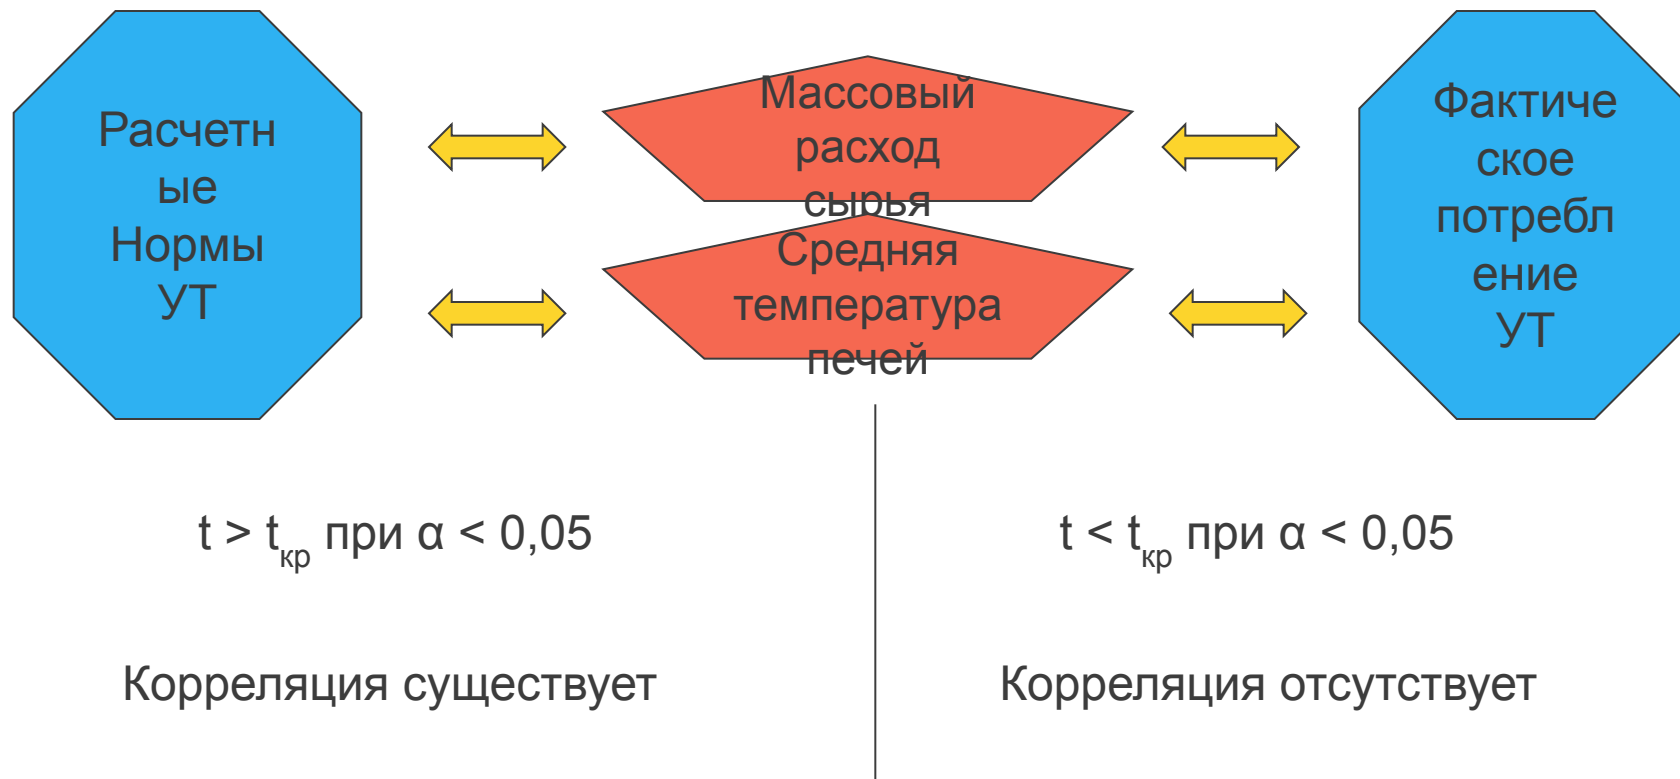 Расчетн
ые
Нормы
УТ
Массовый
расход
сырья
Средняя
температура
печей
Фактиче
ское
потребл
ение
УТ
t > tкр при α < 0,05
t < tкр при α < 0,05
Корреляция существует
Корреляция отсутствует